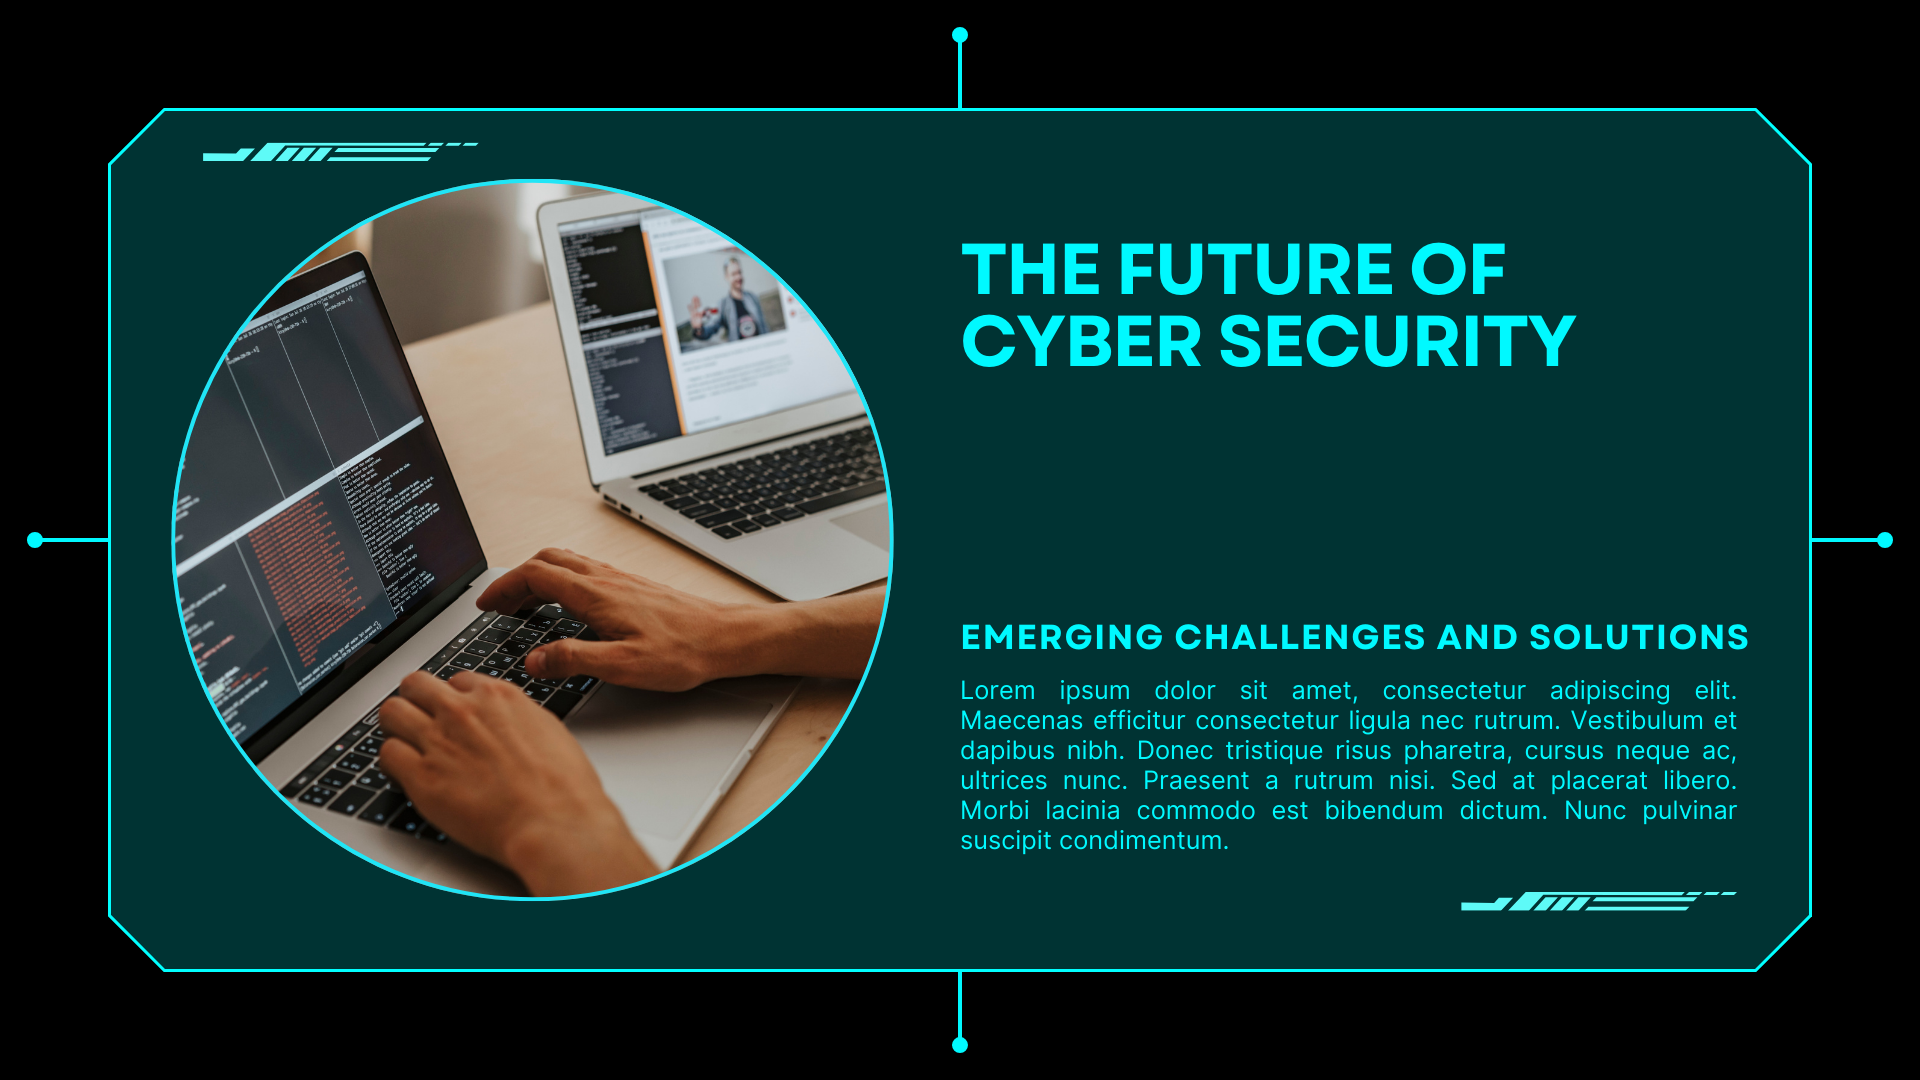 THE FUTURE OF
CYBER SECURITY
EMERGING CHALLENGES AND SOLUTIONS
Lorem ipsum dolor sit amet, consectetur adipiscing elit.
Maecenas efficitur consectetur ligula nec rutrum. Vestibulum et
dapibus nibh. Donec tristique risus pharetra, cursus neque ac,
ultrices nunc. Praesent a rutrum nisi. Sed at placerat libero.
Morbi lacinia commodo est bibendum dictum. Nunc pulvinar
suscipit condimentum.